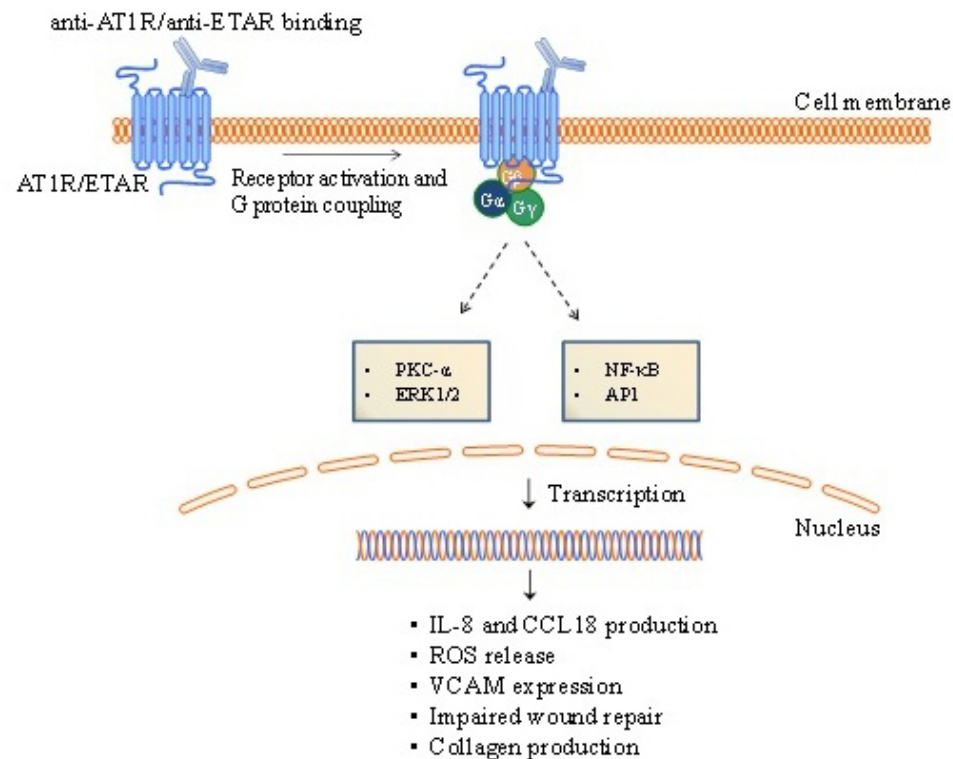 anti-AT1R/anti-ETAR binding
Cell membrane
AT1R/ETAR
Receptor activation and
G protein coupling
Gβ
Gα
Gγ
• PKC-α
• ERK1/2
• NF-κB
• AP1
Transcription
Nucleus
▪ IL-8 and CCL18 production
▪ ROS release
▪ VCAM expression
▪ Impaired wound repair
▪ Collagen production